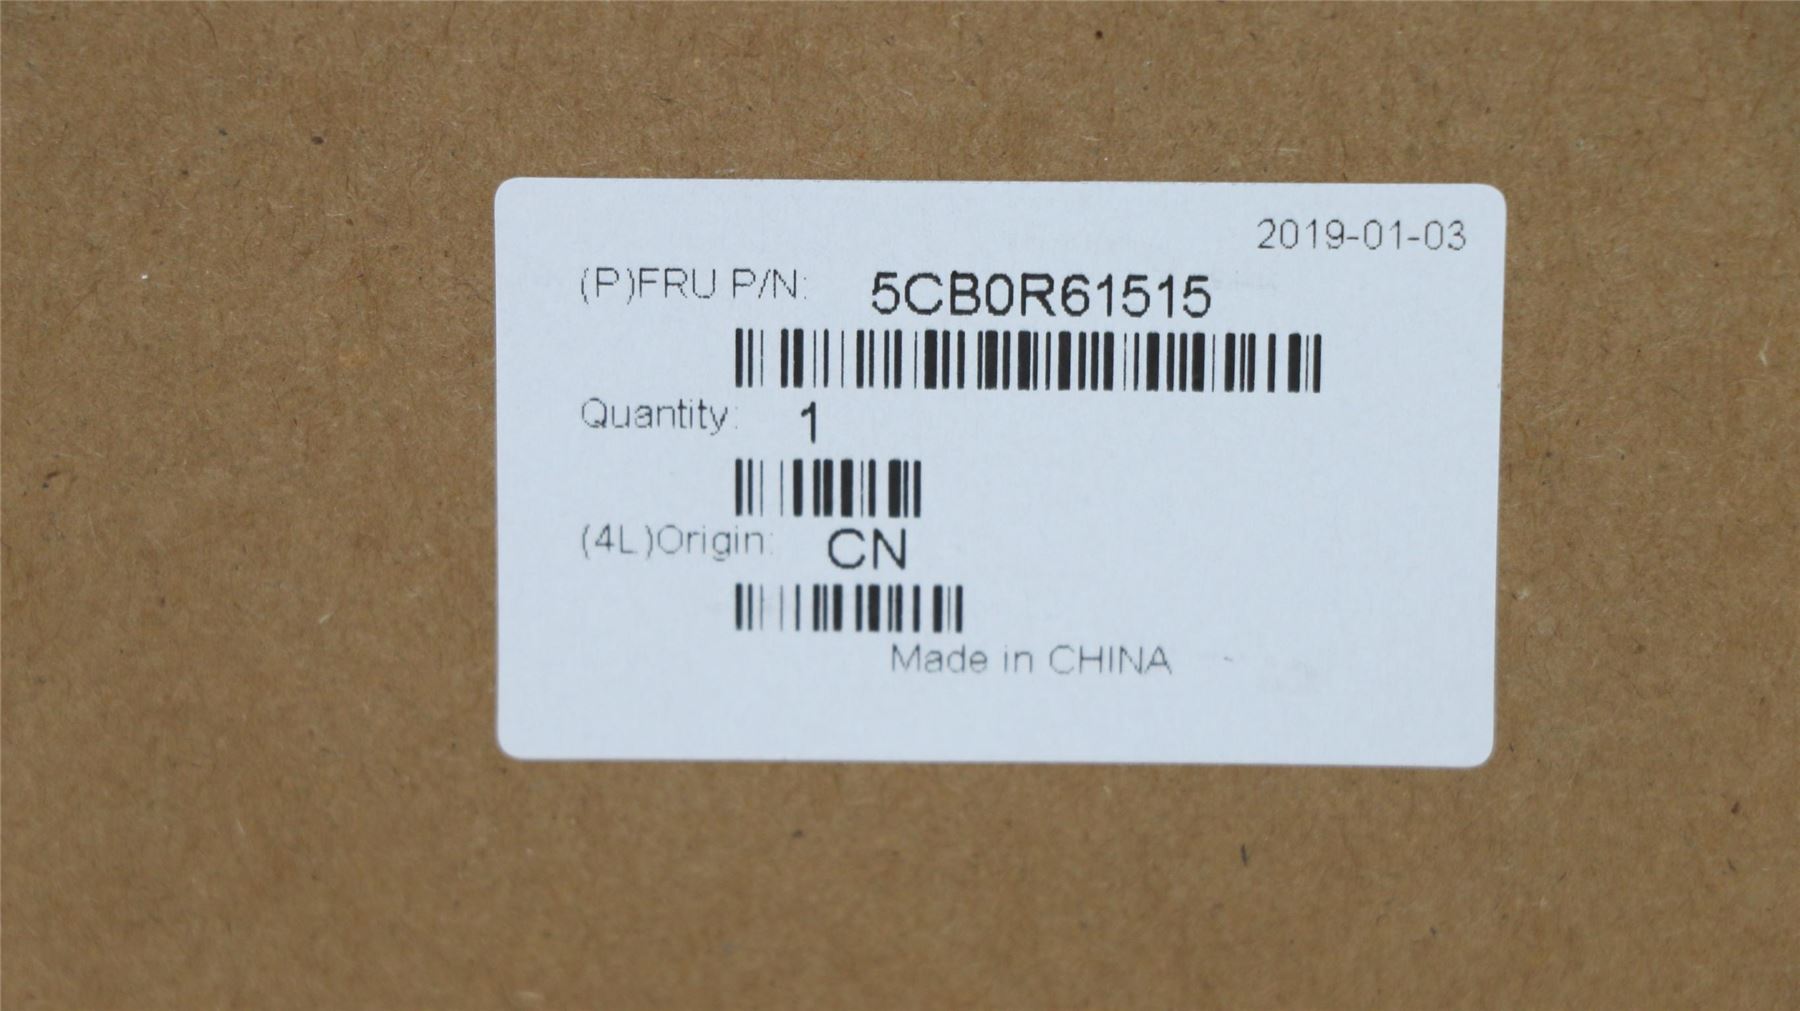 2019-01-03
(P)FRU P/N: 5CB0R61515
Quantity: 1
(4L)Origin: CN
Made in CHINA